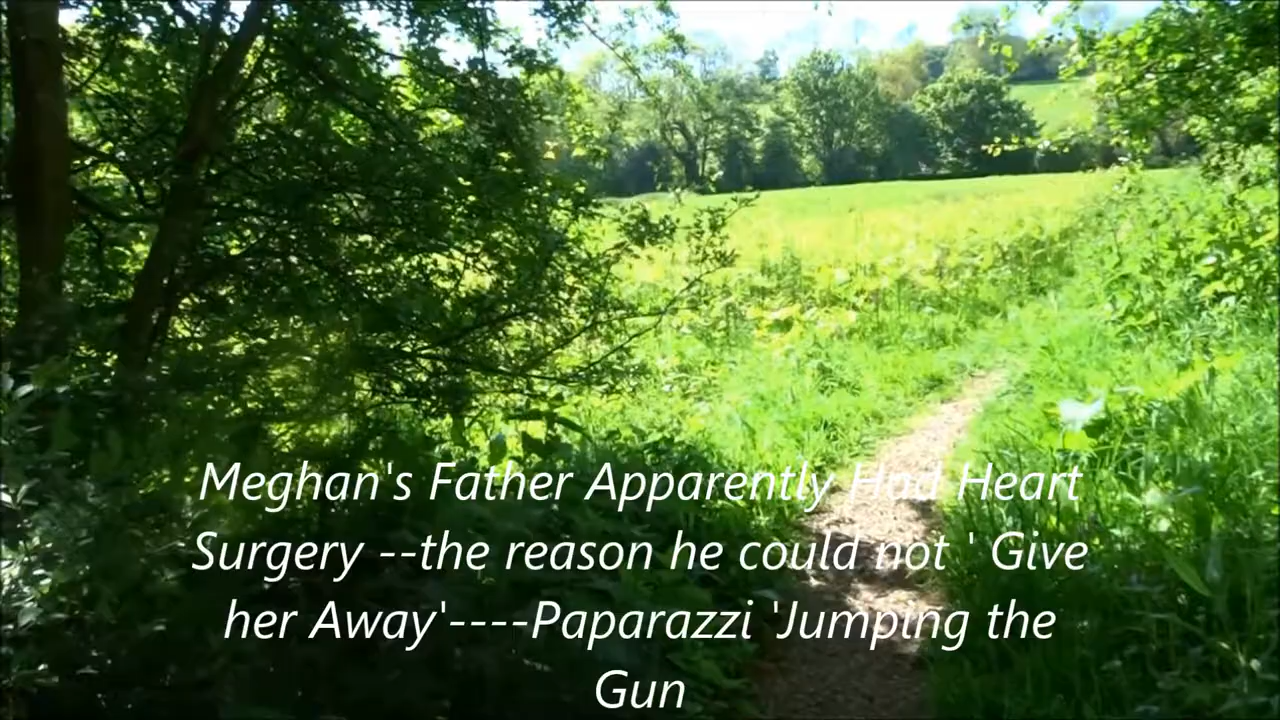 Meghan's Father Apparently Had Heart
Surgery --the reason he could not ' Give
her Away'----Paparazzi 'Jumping the
Gun